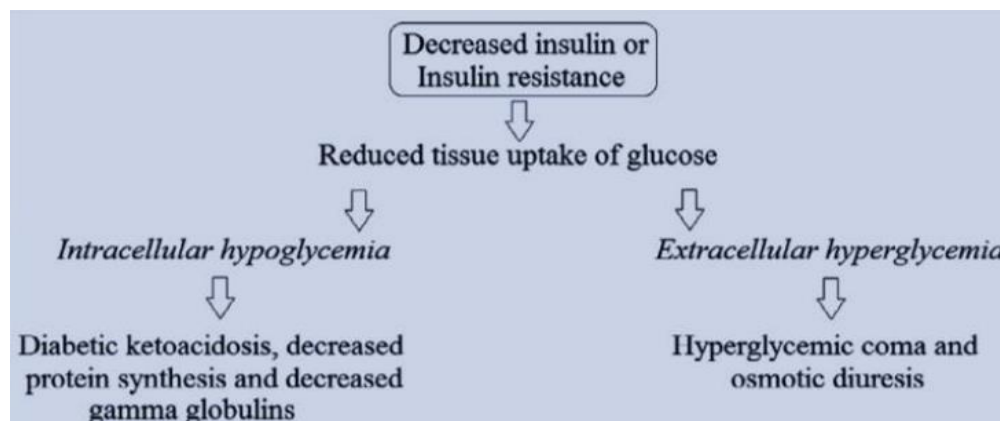 Decreased insulin or
Insulin resistance
Reduced tissue uptake of glucose
Intracellular hypoglycemia
Extracellular hyperglycemia
Diabetic ketoacidosis, decreased
protein synthesis and decreased
gamma globulins
Hyperglycemic coma and
osmotic diuresis